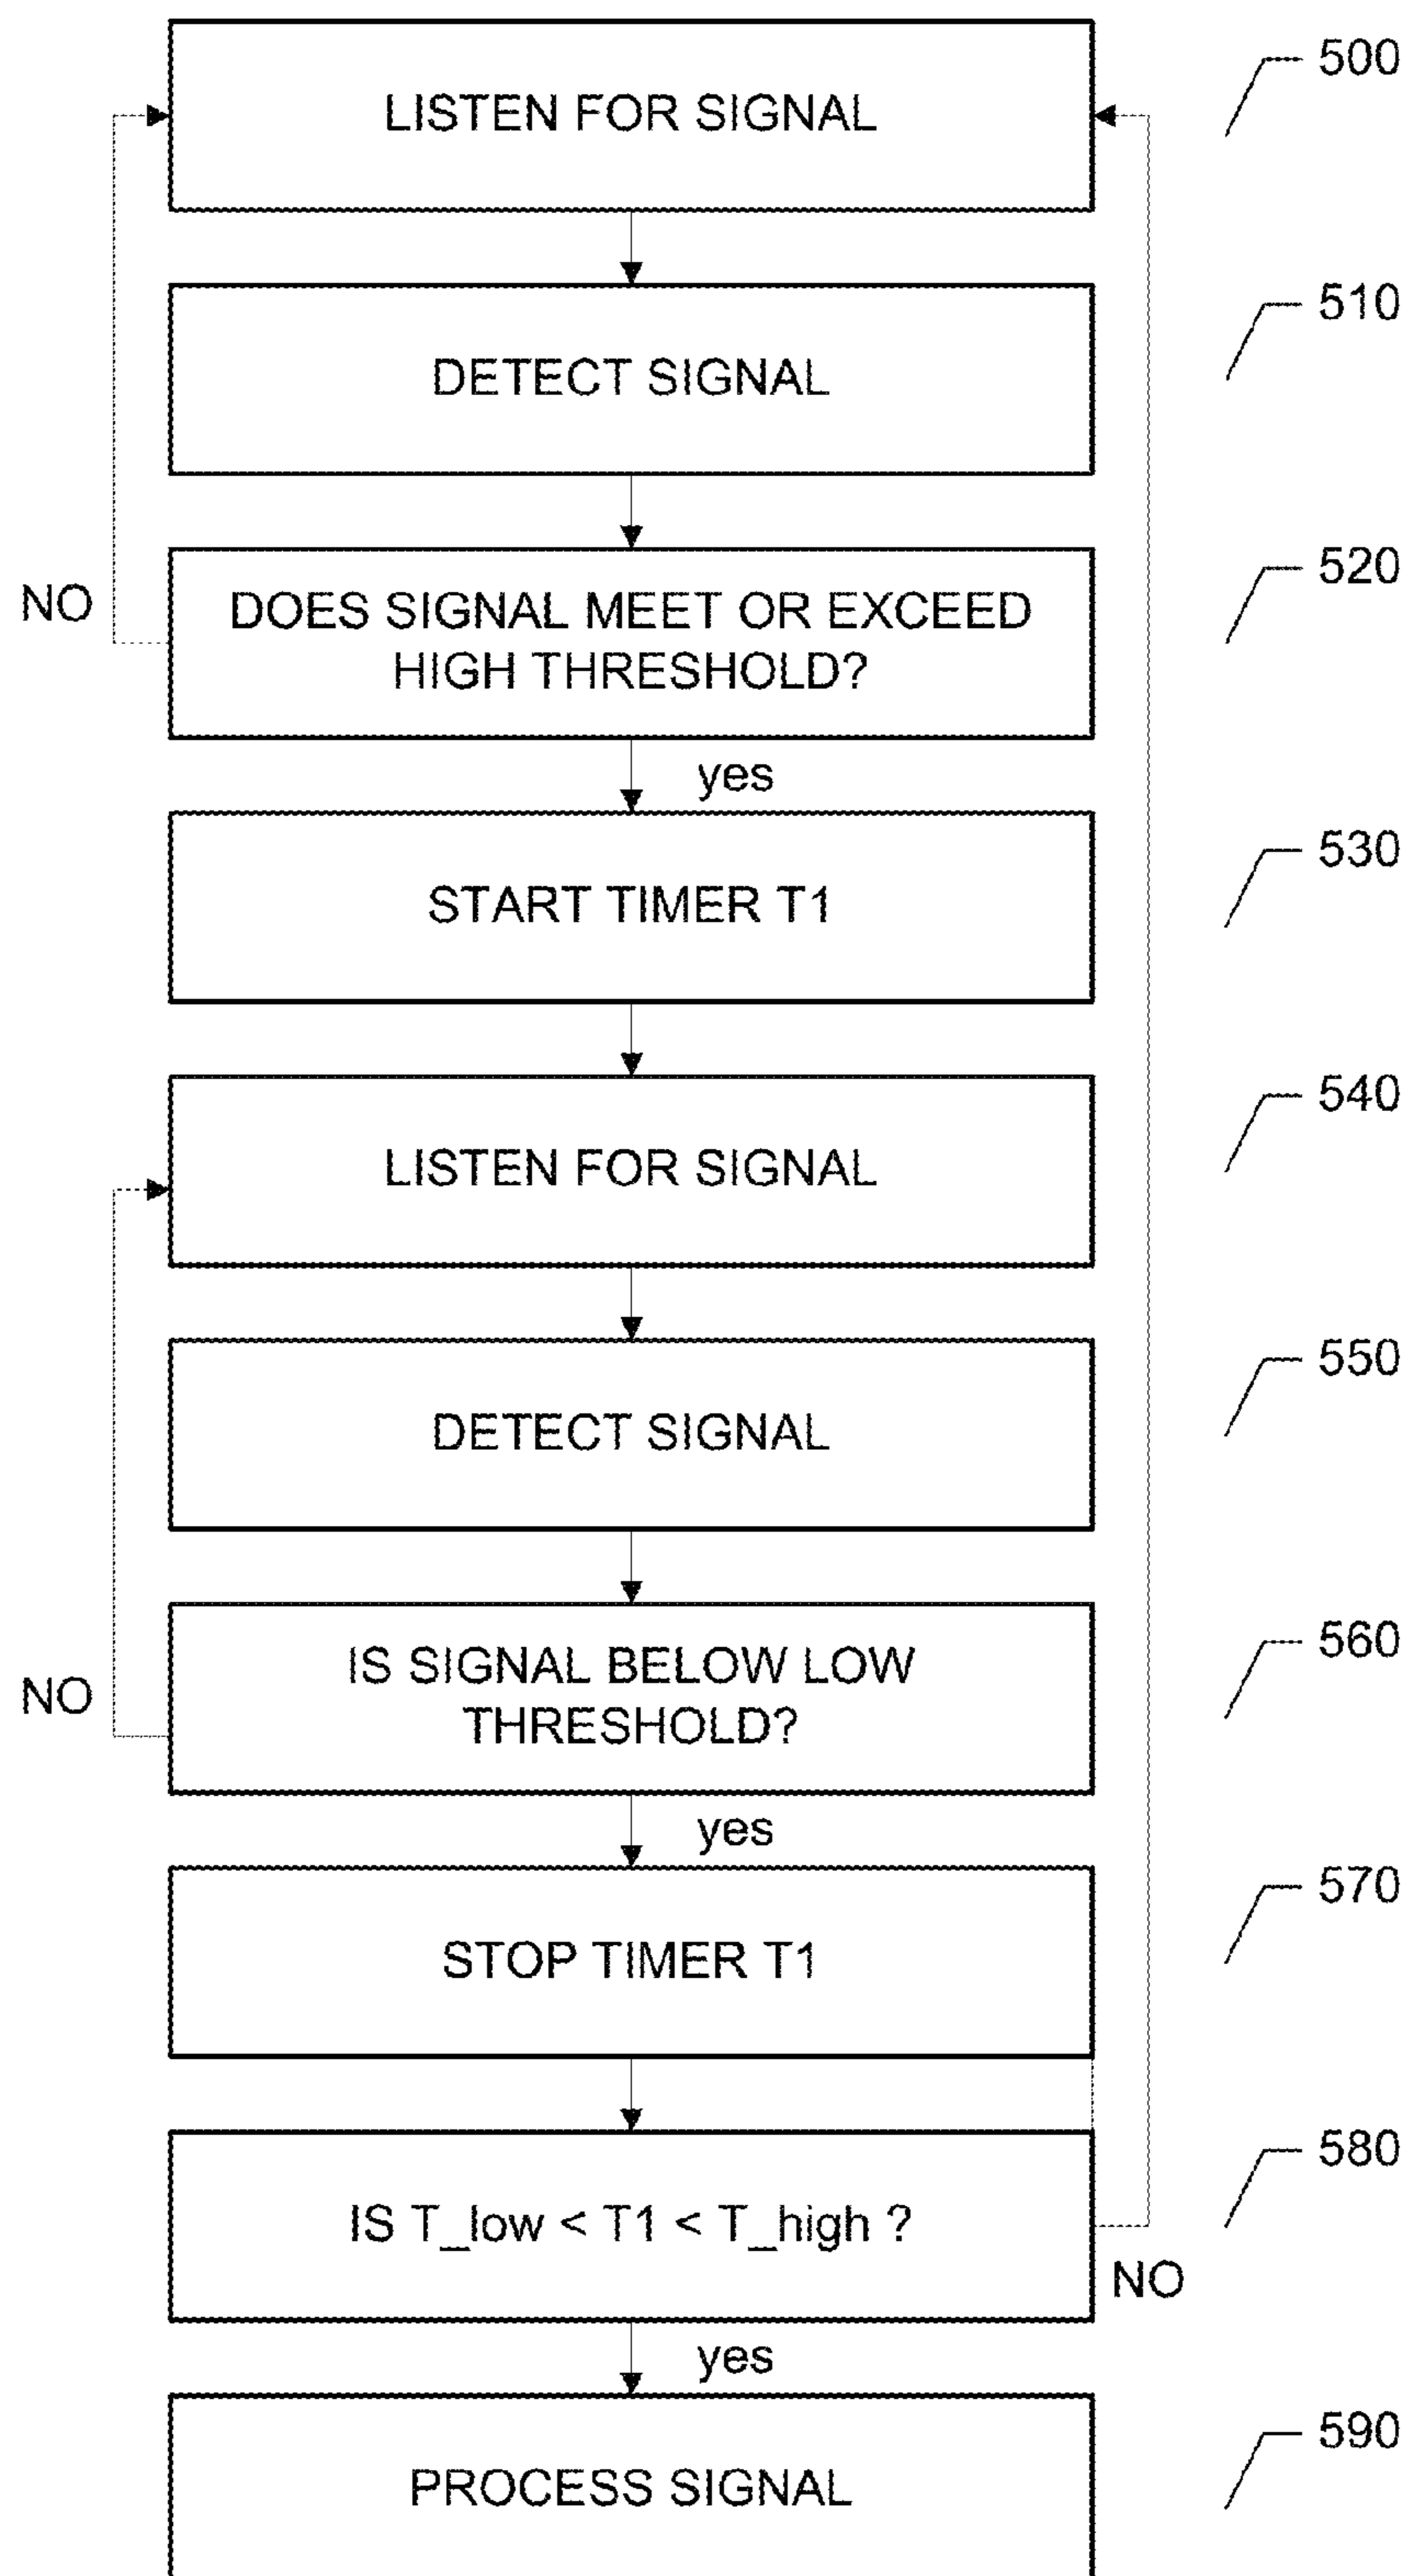 LISTEN FOR SIGNAL
500
DETECT SIGNAL
510
DOES SIGNAL MEET OR EXCEED
HIGH THRESHOLD?
520
NO
yes
START TIMER T1
530
LISTEN FOR SIGNAL
540
DETECT SIGNAL
550
IS SIGNAL BELOW LOW
THRESHOLD?
560
NO
yes
STOP TIMER T1
570
IS T_low < T1 < T_high ?
580
NO
yes
PROCESS SIGNAL
590